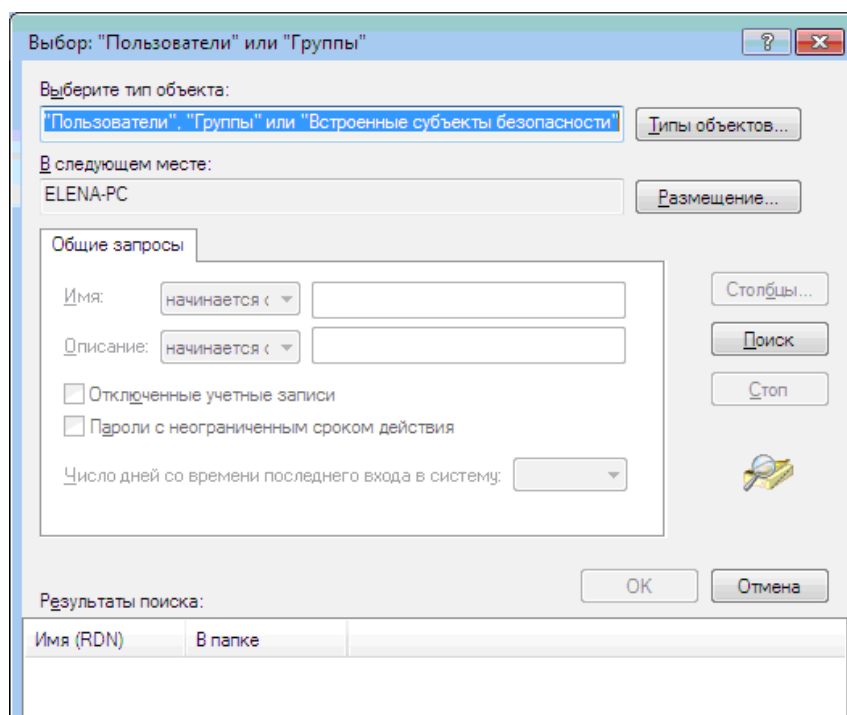 Выбор: "Пользователи" или "Группы"
Выберите тип объекта:
"Пользователи", "Группы" или "Встроенные субъекты безопасности"
Типы объектов...
В следующем месте:
ELENA-PC
Размещение...
Общие запросы
Имя:
начинается с
Столбцы...
Поиск
Описание:
начинается с
Стоп
Отключенные учетные записи
Пароли с неограниченным сроком действия
Число дней со времени последнего входа в систему:
OK
Отмена
Результаты поиска:
Имя (RDN) В папке